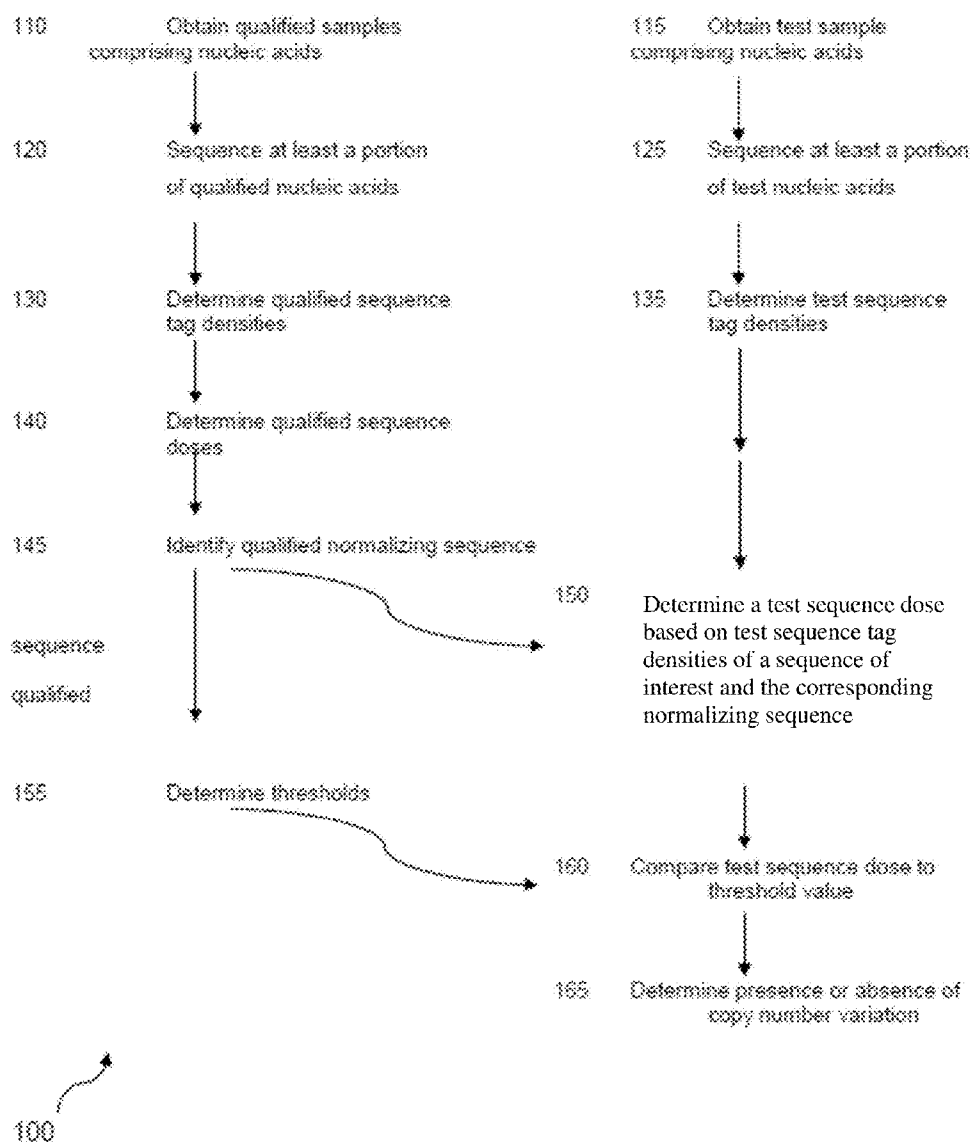 110 Obtain qualified samples
comprising nucleic acids
115 Obtain test sample
comprising nucleic acids
120 Sequence at least a portion
of qualified nucleic acids
125 Sequence at least a portion
of test nucleic acids
130 Determine qualified sequence
tag densities
135 Determine test sequence
tag densities
140 Determine qualified sequence
doses
145 Identify qualified normalizing sequence
sequence
qualified
150 Determine a test sequence dose
based on test sequence tag
densities of a sequence of
interest and the corresponding
normalizing sequence
155 Determine thresholds
160 Compare test sequence dose to
threshold value
165 Determine presence or absence of
copy number variation
100